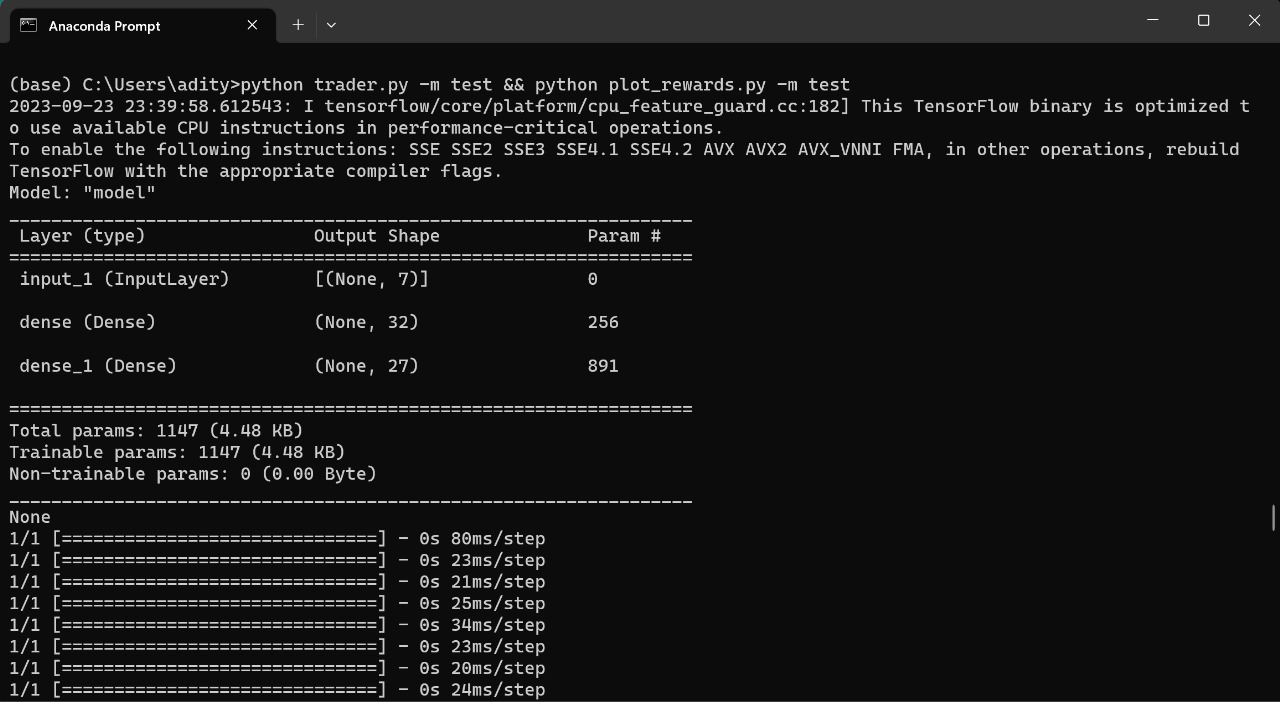 Anaconda Prompt
(base) C:\Users\adity>python trader.py -m test && python plot_rewards.py -m test
2023-09-23 23:39:58.612543: I tensorflow/core/platform/cpu_feature_guard.cc:182] This TensorFlow binary is optimized t
o use available CPU instructions in performance-critical operations.
To enable the following instructions: SSE SSE2 SSE3 SSE4.1 SSE4.2 AVX AVX2 AVX_VNNI FMA, in other operations, rebuild
TensorFlow with the appropriate compiler flags.
Model: "model"
_________________________________________________________________
 Layer (type)                Output Shape              Param #
=================================================================
 input_1 (InputLayer)        [(None, 7)]               0
 dense (Dense)               (None, 32)                256
 dense_1 (Dense)             (None, 27)                891
=================================================================
Total params: 1147 (4.48 KB)
Trainable params: 1147 (4.48 KB)
Non-trainable params: 0 (0.00 Byte)
_________________________________________________________________
None
1/1 [==============================] - 0s 80ms/step
1/1 [==============================] - 0s 23ms/step
1/1 [==============================] - 0s 21ms/step
1/1 [==============================] - 0s 25ms/step
1/1 [==============================] - 0s 34ms/step
1/1 [==============================] - 0s 23ms/step
1/1 [==============================] - 0s 20ms/step
1/1 [==============================] - 0s 24ms/step